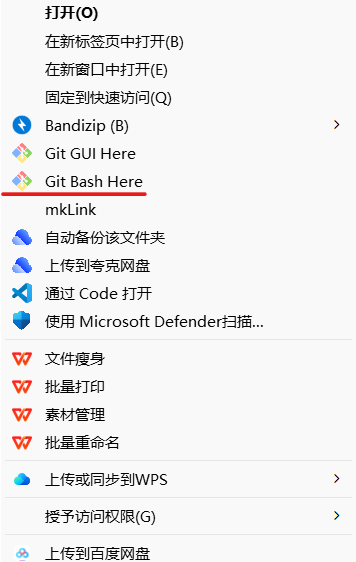 打开(O)
在新标签页中打开(B)
在新窗口中打开(E)
固定到快速访问(Q)
Bandizip (B)
Git GUI Here
Git Bash Here
mkLink
自动备份该文件夹
上传到夸克网盘
通过 Code 打开
使用 Microsoft Defender扫描...
文件瘦身
批量打印
素材管理
批量重命名
上传或同步到WPS
授予访问权限(G)
上传到百度网盘